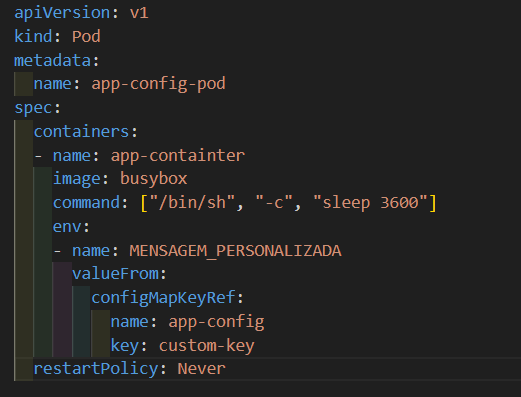 apiVersion: v1
kind: Pod
metadata:
  name: app-config-pod
spec:
  containers:
  - name: app-containter
    image: busybox
    command: ["/bin/sh", "-c", "sleep 3600"]
    env:
    - name: MENSAGEM_PERSONALIZADA
      valueFrom:
        configMapKeyRef:
          name: app-config
          key: custom-key
  restartPolicy: Never